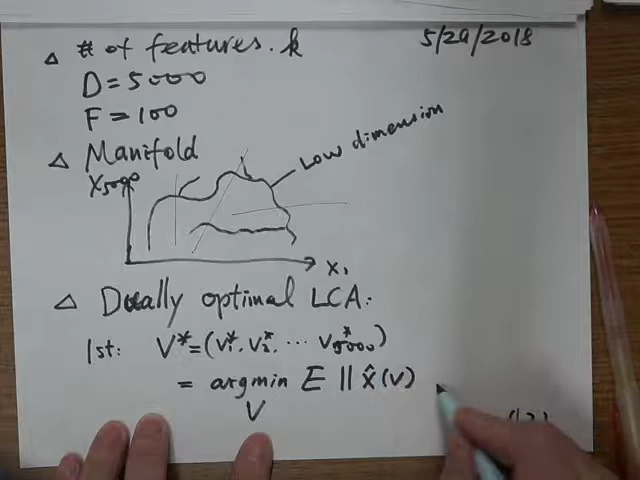 △ # of features. k
5/29/2018
D = 5000
F = 100
△ Manifold
Low dimension
X5000
X1
△ Dually optimal LCA:
1st: V* = (V1*, V2*, ... V5000*)
= argmin E || x̂(V)
V